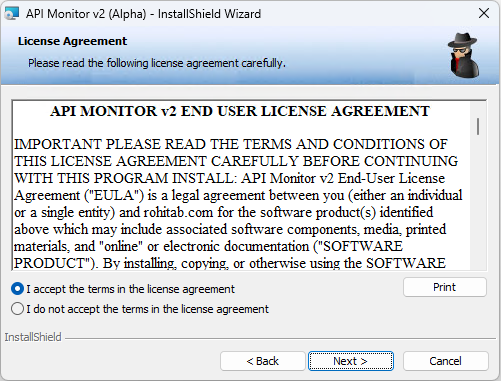 API Monitor v2 (Alpha) - InstallShield Wizard
License Agreement
Please read the following license agreement carefully.
API MONITOR v2 END USER LICENSE AGREEMENT
IMPORTANT PLEASE READ THE TERMS AND CONDITIONS OF
THIS LICENSE AGREEMENT CAREFULLY BEFORE CONTINUING
WITH THIS PROGRAM INSTALL: API Monitor v2 End-User License
Agreement ("EULA") is a legal agreement between you (either an individual
or a single entity) and rohitab.com for the software product(s) identified
above which may include associated software components, media, printed
materials, and "online" or electronic documentation ("SOFTWARE
PRODUCT"). By installing, copying, or otherwise using the SOFTWARE
I accept the terms in the license agreement
Print
I do not accept the terms in the license agreement
InstallShield
< Back
Next >
Cancel